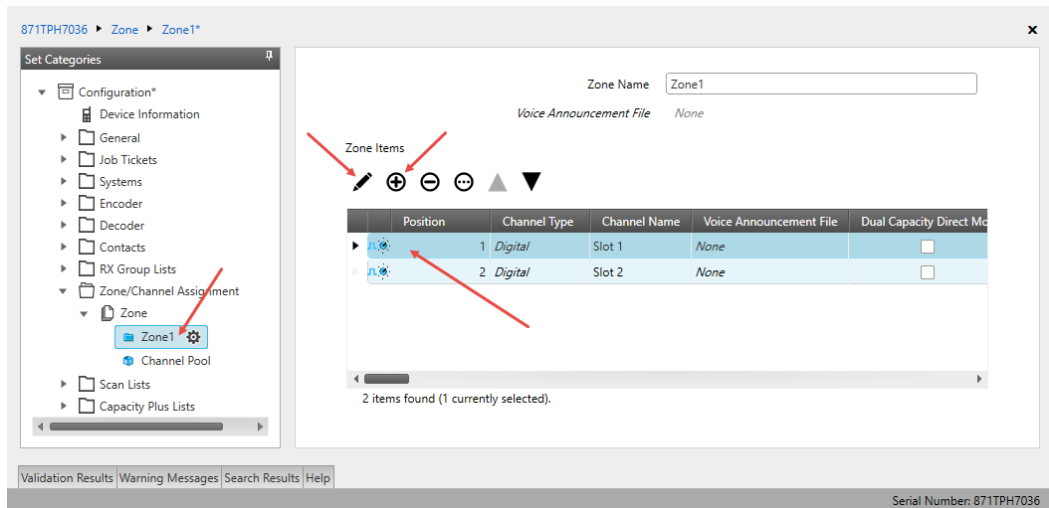 871TPH7036 Zone Zone1*
Set Categories
Configuration*
Device Information
General
Job Tickets
Systems
Encoder
Decoder
Contacts
RX Group Lists
Zone/Channel Assignment
Zone
Zone1
Channel Pool
Scan Lists
Capacity Plus Lists
Zone Name Zone1
Voice Announcement File None
Zone Items
Position Channel Type Channel Name Voice Announcement File Dual Capacity Direct Mo
1 Digital Slot 1 None
2 Digital Slot 2 None
2 items found (1 currently selected).
Validation Results Warning Messages Search Results Help
Serial Number: 871TPH7036